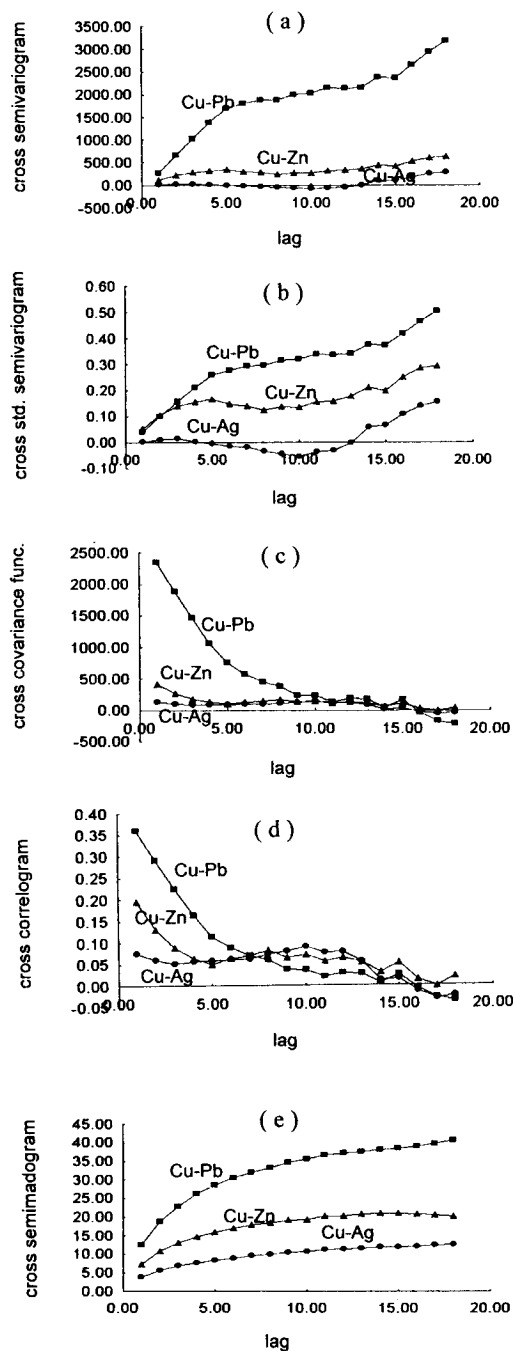 ( a )
3500.00
3000.00
2500.00
2000.00
1500.00
1000.00
500.00
0.00
-500.00
cross semivariogram
Cu-Pb
Cu-Zn
Cu-Ag
5.00
10.00
15.00
20.00
lag
( b )
0.60
0.50
0.40
0.30
0.20
0.10
0.00
-0.10
cross std. semivariogram
Cu-Pb
Cu-Zn
Cu-Ag
0.00
5.00
10.00
15.00
20.00
lag
( c )
2500.00
2000.00
1500.00
1000.00
500.00
0.00
-500.00
cross covariance func.
Cu-Pb
Cu-Zn
Cu-Ag
0.00
5.00
10.00
15.00
20.00
lag
( d )
0.40
0.35
0.30
0.25
0.20
0.15
0.10
0.05
0.00
-0.05
cross correlogram
Cu-Pb
Cu-Zn
Cu-Ag
5.00
10.00
15.00
20.00
lag
( e )
45.00
40.00
35.00
30.00
25.00
20.00
15.00
10.00
5.00
0.00
cross semimadogram
Cu-Pb
Cu-Zn
Cu-Ag
0.00
5.00
10.00
15.00
20.00
lag